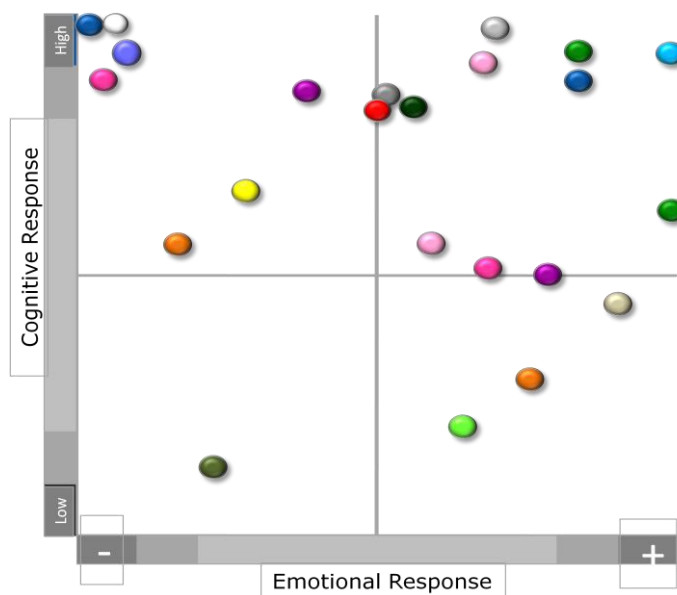 High
Cognitive Response
Low
-
+
Emotional Response